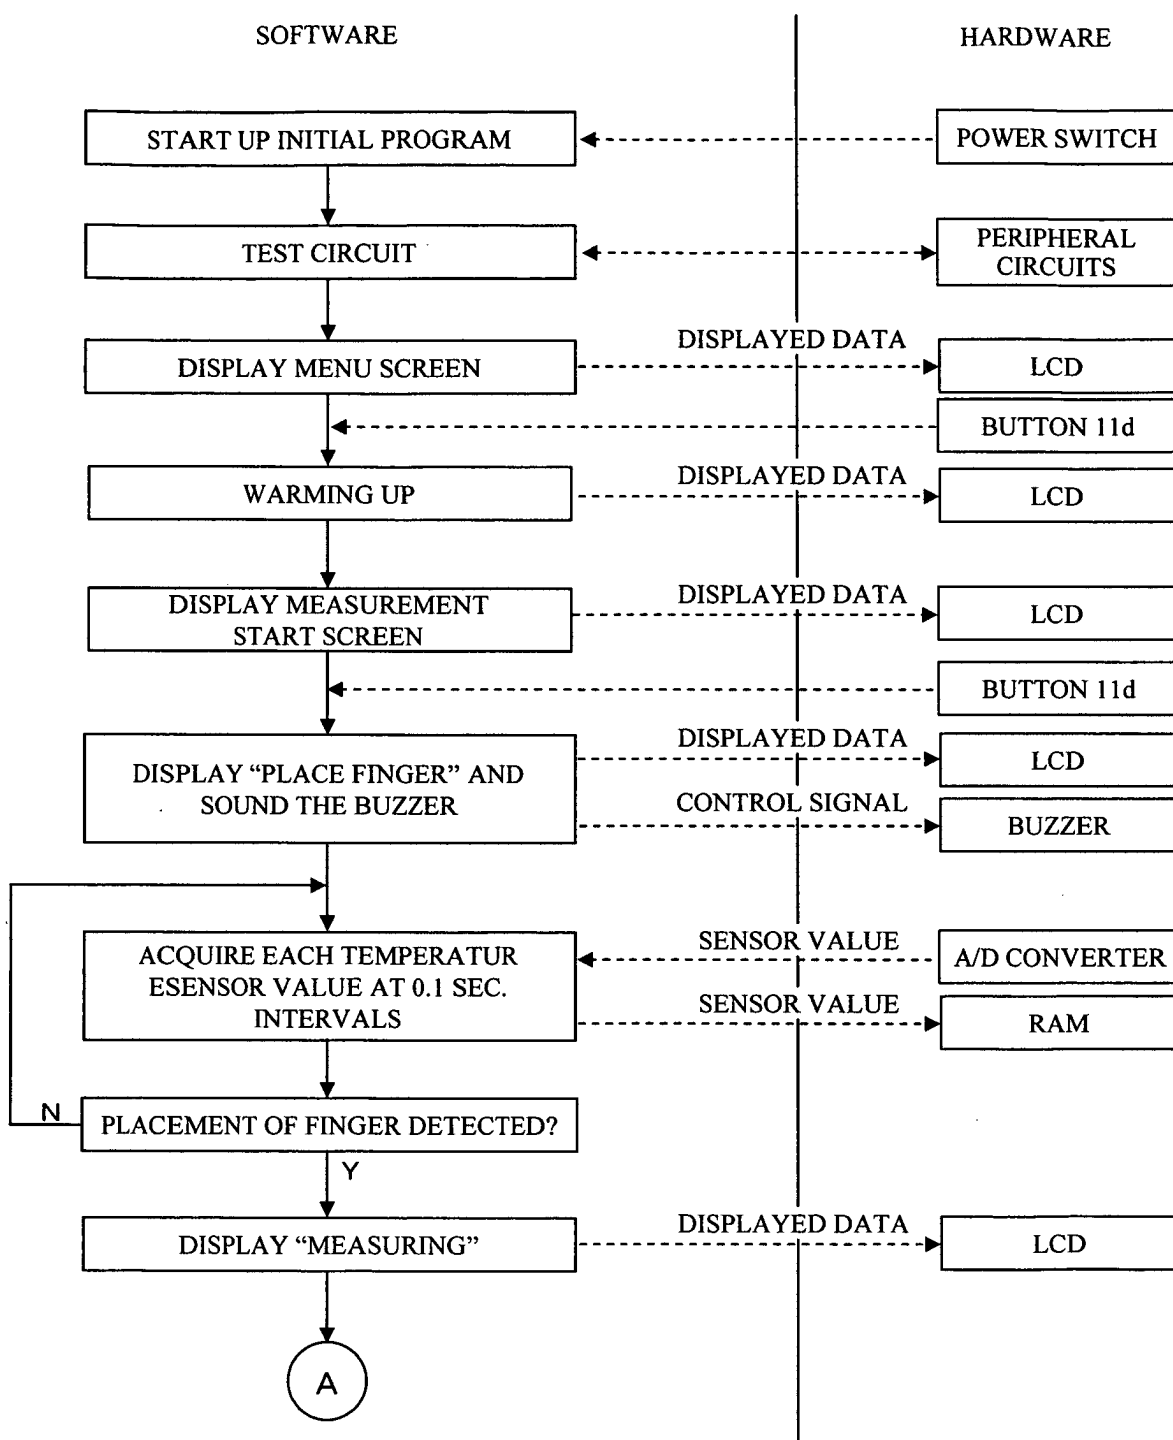 SOFTWARE
HARDWARE
START UP INITIAL PROGRAM
POWER SWITCH
TEST CIRCUIT
PERIPHERAL
CIRCUITS
DISPLAYED DATA
DISPLAY MENU SCREEN
LCD
BUTTON 11d
DISPLAYED DATA
WARMING UP
LCD
DISPLAYED DATA
DISPLAY MEASUREMENT
START SCREEN
LCD
BUTTON 11d
DISPLAYED DATA
LCD
DISPLAY “PLACE FINGER” AND
SOUND THE BUZZER
CONTROL SIGNAL
BUZZER
SENSOR VALUE
A/D CONVERTER
ACQUIRE EACH TEMPERATUR
ESENSOR VALUE AT 0.1 SEC.
INTERVALS
SENSOR VALUE
RAM
N
PLACEMENT OF FINGER DETECTED?
Y
DISPLAYED DATA
DISPLAY “MEASURING”
LCD
A